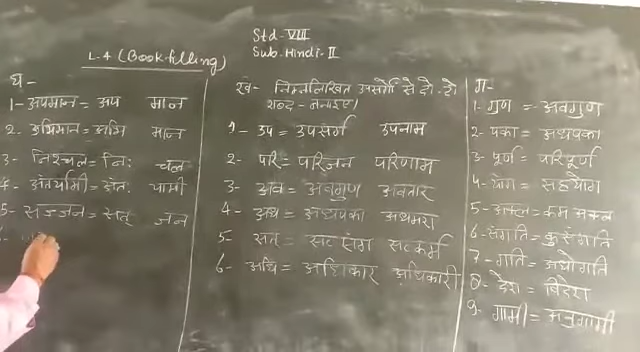 Std-VIII
Sub. Hindi-II
L-4 (Book-filling)
घ-
1- अपमान = अप मान
2- अभिमान = अभि मान
3- निश्चल = निः चल
4- अंतर्यामी = अंतः यामी
5- सज्जन = सत् जन
ख- निम्नलिखित उपसर्गों से दो-दो
शब्द - बनाइए।
1- उप = उपसर्ग उपनाम
2- परि = परिजन परिणाम
3- अव = अवगुण अवतार
4- अध = अधपका अधमरा
5- सत् = सत्संग सत्कर्म
6- अधि = अधिकार अधिकारी
ग-
1- गुण = अवगुण
2- पका = अधपका
3- पूर्ण = परिपूर्ण
4- योग = सहयोग
5- अक्ल = कम अक्ल
6- संगति = कुसंगति
7- गति = अधोगति
8- देश = विदेश
9- गामी = अनुगामी